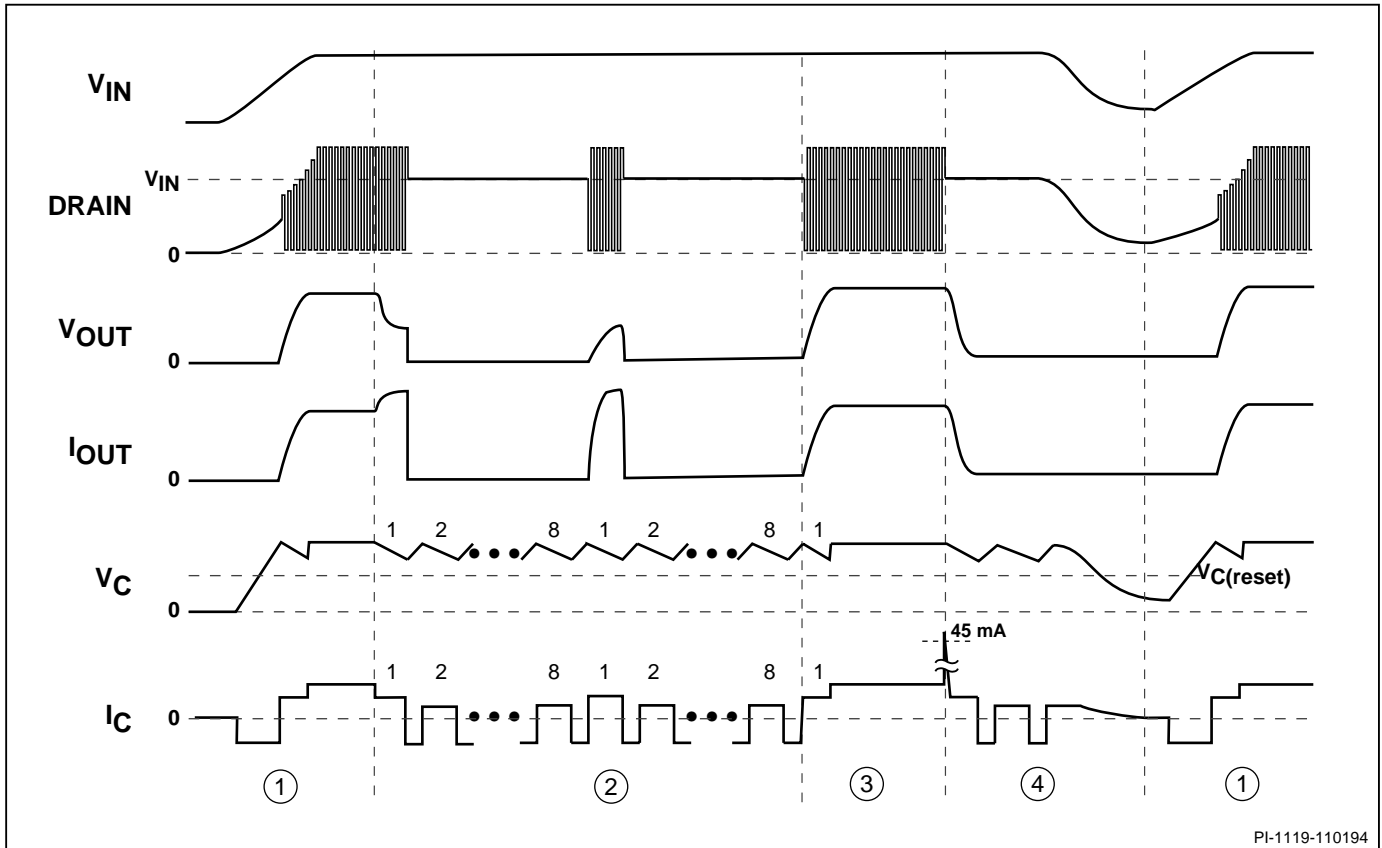 VIN
VIN
DRAIN
0
VOUT
0
IOUT
0
1 2 8 1 2 8 1
VC
VC(reset)
0
45 mA
1 2 8 1 2 8 1
IC
0
1 2 3 4 1
PI-1119-110194